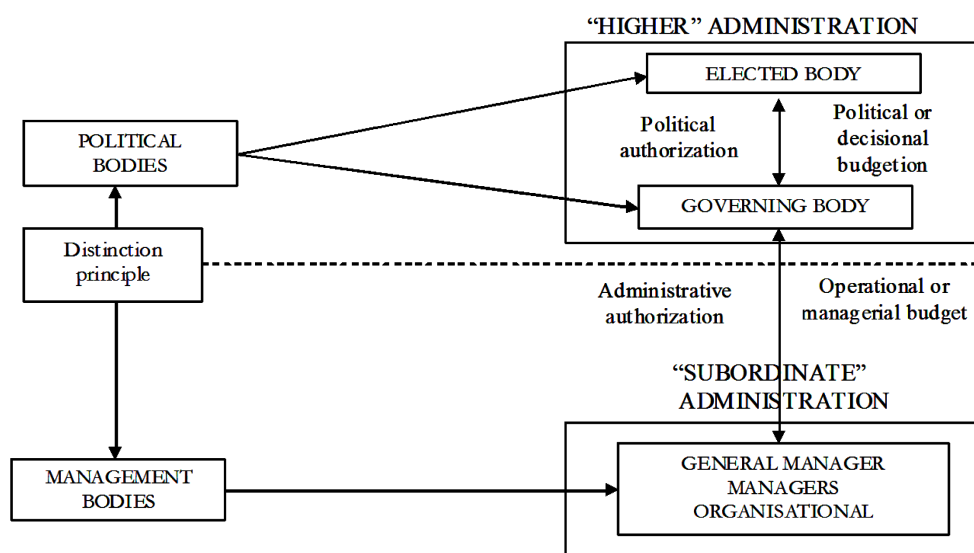 “HIGHER” ADMINISTRATION
ELECTED BODY
Political
authorization
Political or
decisional
budgetion
POLITICAL
BODIES
GOVERNING BODY
Distinction
principle
Administrative
authorization
Operational or
managerial budget
“SUBORDINATE”
ADMINISTRATION
MANAGEMENT
BODIES
GENERAL MANAGER
MANAGERS
ORGANISATIONAL